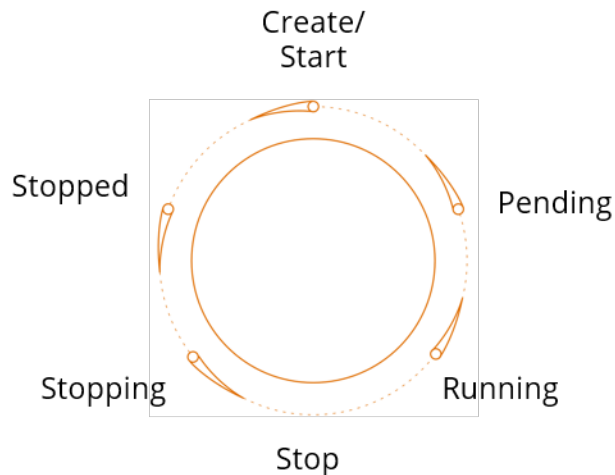 Create/
Start
Pending
Running
Stop
Stopping
Stopped